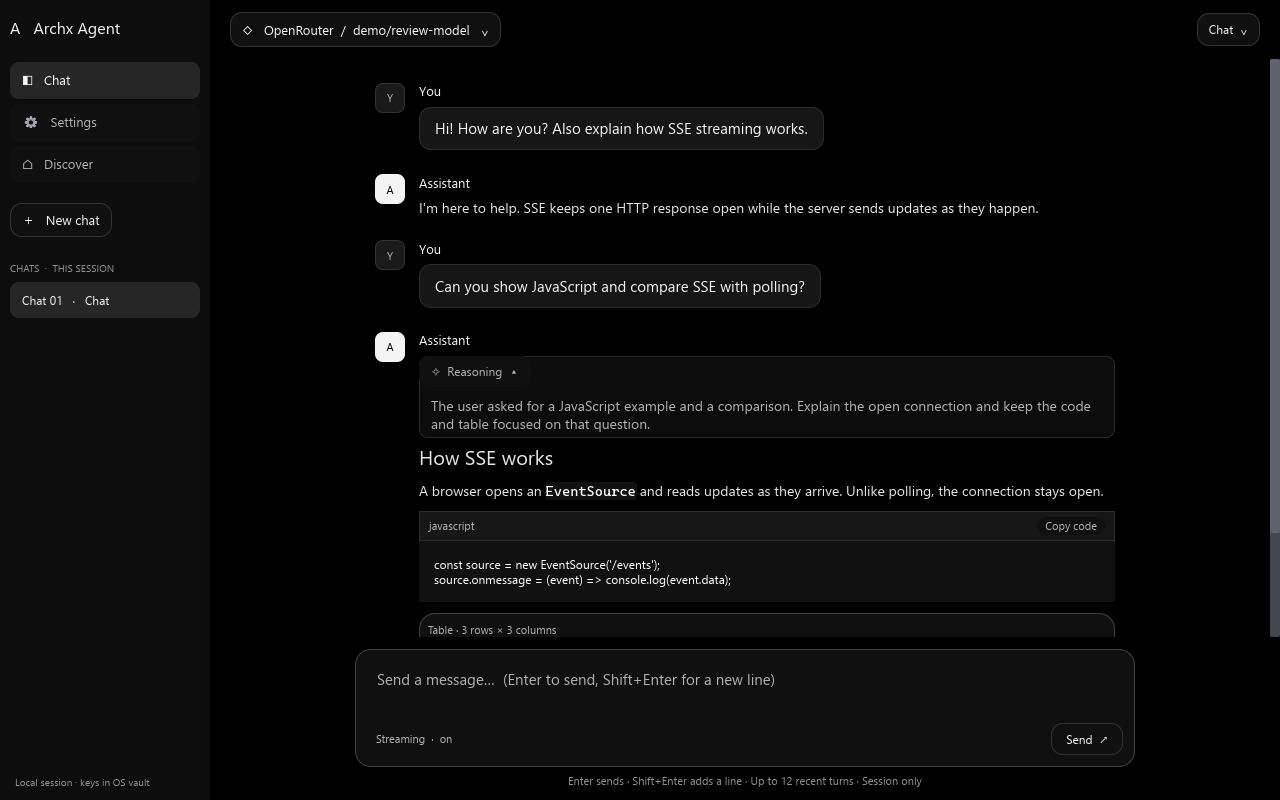 A Archx Agent
Chat
Settings
Discover
+ New chat
CHATS · THIS SESSION
Chat 01 · Chat
Local session · keys in OS vault
OpenRouter / demo/review-model
Chat
Y
You
Hi! How are you? Also explain how SSE streaming works.
A
Assistant
I'm here to help. SSE keeps one HTTP response open while the server sends updates as they happen.
Y
You
Can you show JavaScript and compare SSE with polling?
A
Assistant
Reasoning
The user asked for a JavaScript example and a comparison. Explain the open connection and keep the code
and table focused on that question.
How SSE works
A browser opens an EventSource and reads updates as they arrive. Unlike polling, the connection stays open.
javascript
Copy code
const source = new EventSource('/events');
source.onmessage = (event) => console.log(event.data);
Table · 3 rows × 3 columns
Send a message... (Enter to send, Shift+Enter for a new line)
Streaming · on
Send ↗
Enter sends · Shift+Enter adds a line · Up to 12 recent turns · Session only